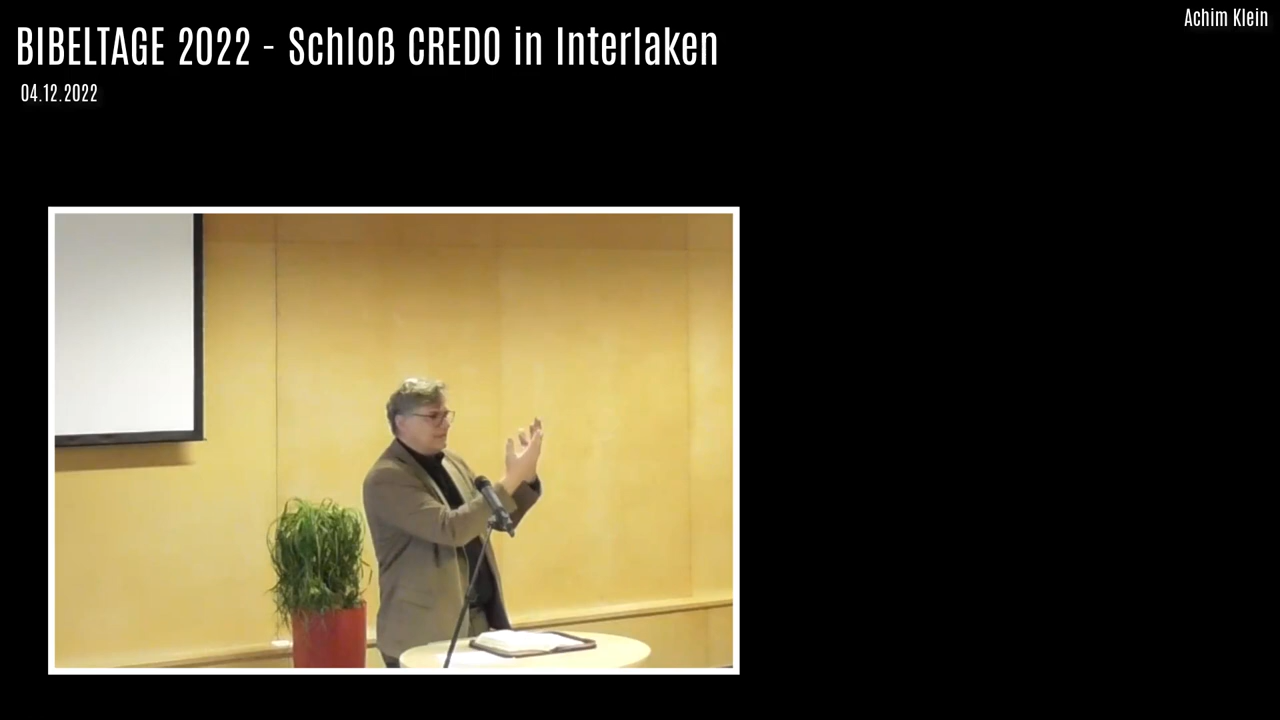 BIBELTAGE 2022 - Schloß CREDO in Interlaken
04.12.2022
Achim Klein